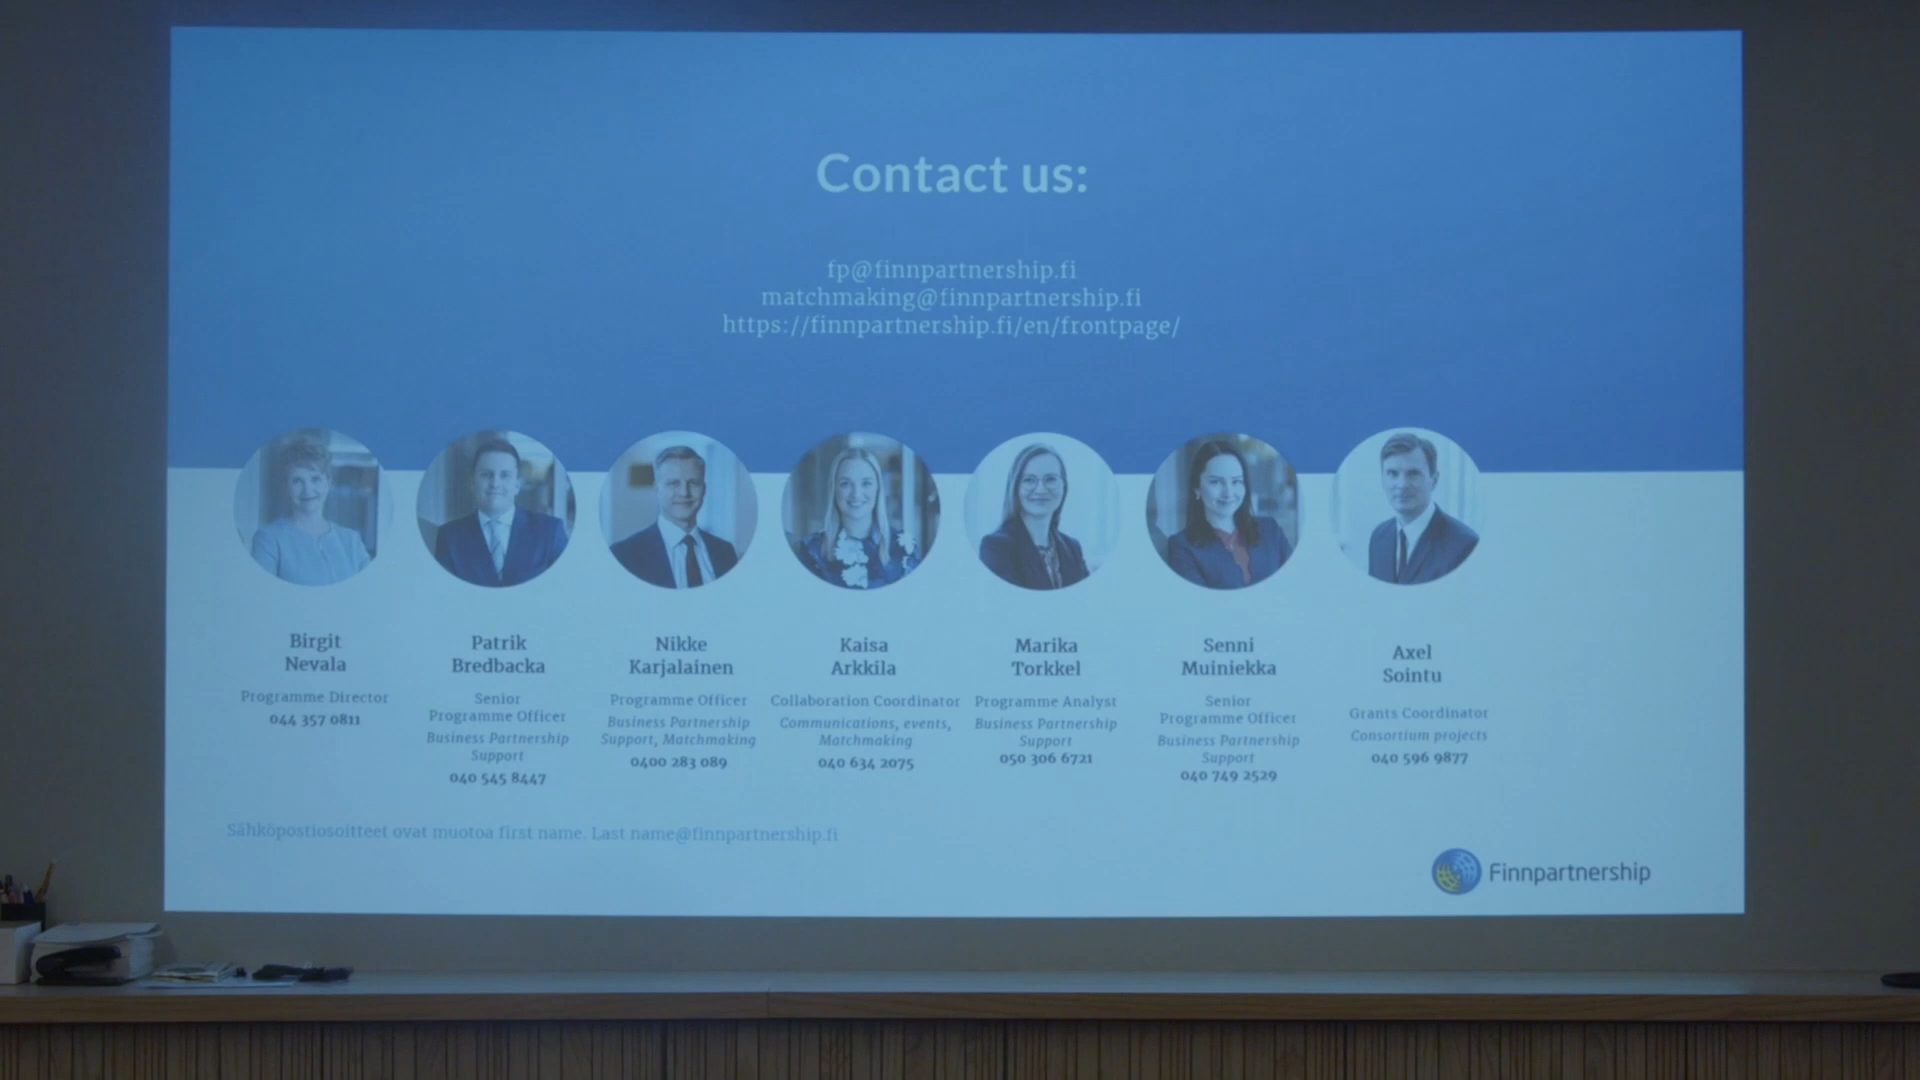 Contact us:
fp@finnpartnership.fi
matchmaking@finnpartnership.fi
https://finnpartnership.fi/en/frontpage/
Birgit
Nevala
Programme Director
044 357 0811
Patrik
Bredbacka
Senior
Programme Officer
Business Partnership
Support
040 545 8447
Nikke
Karjalainen
Programme Officer
Business Partnership
Support, Matchmaking
0400 283 089
Kaisa
Arkkila
Collaboration Coordinator
Communications, events,
Matchmaking
040 634 2075
Marika
Torkkel
Programme Analyst
Business Partnership
Support
050 306 6721
Senni
Muiniekka
Senior
Programme Officer
Business Partnership
Support
040 749 2529
Axel
Sointu
Grants Coordinator
Consortium projects
040 596 9877
Sähköpostiosoitteet ovat muotoa first name. Last name@finnpartnership.fi
Finnpartnership